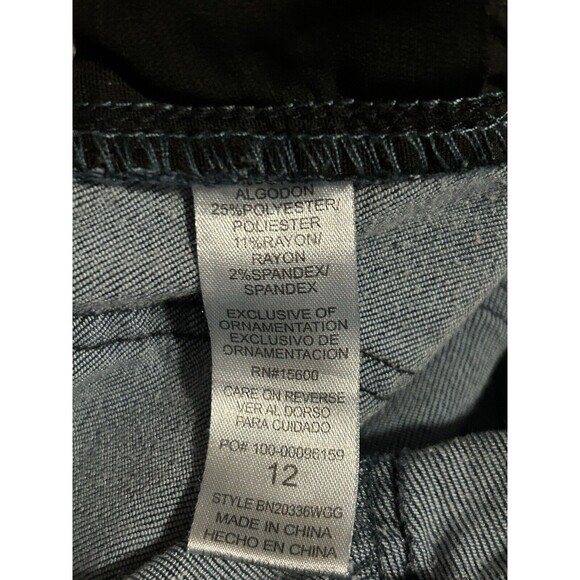 ALGODON
25%POLYESTER/
POLIESTER
11%RAYON/
RAYON
2%SPANDEX/
SPANDEX
EXCLUSIVE OF
ORNAMENTATION
EXCLUSIVO DE
ORNAMENTACION
RN#15600
CARE ON REVERSE
VER AL DORSO
PARA CUIDADO
PO# 100-00096159
12
STYLE BN20336WGG
MADE IN CHINA
HECHO EN CHINA